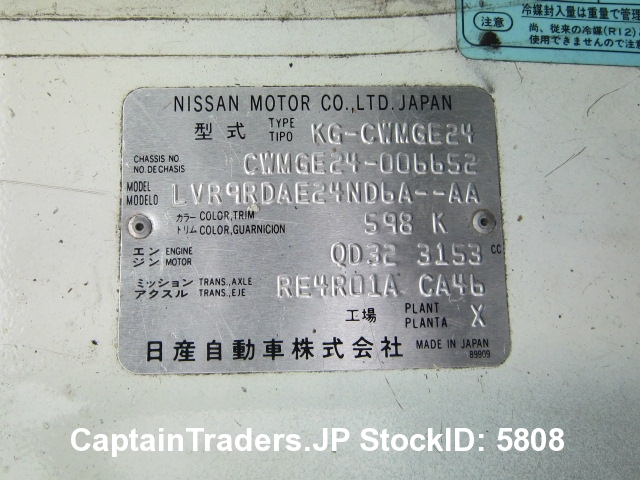 冷媒封入量は重量で管理
注意
尚、従来の冷媒(R12)
使用できませんので注意
NISSAN MOTOR CO.,LTD. JAPAN
型式 TYPE TIPO KG-CWMGE24
CHASSIS NO. NO. DE CHASIS CWMGE24-006652
MODEL MODELO LVR9RDAE24ND6A--AA
カラー COLOR,TRIM トリム COLOR,GUARNICION 598 K
エンジン ENGINE MOTOR QD32 3153 CC
ミッション TRANS.,AXLE アクスル TRANS.,EJE RE4R01A CA46
工場 PLANT PLANTA X
日産自動車株式会社 MADE IN JAPAN
89909
CaptainTraders.JP StockID: 5808